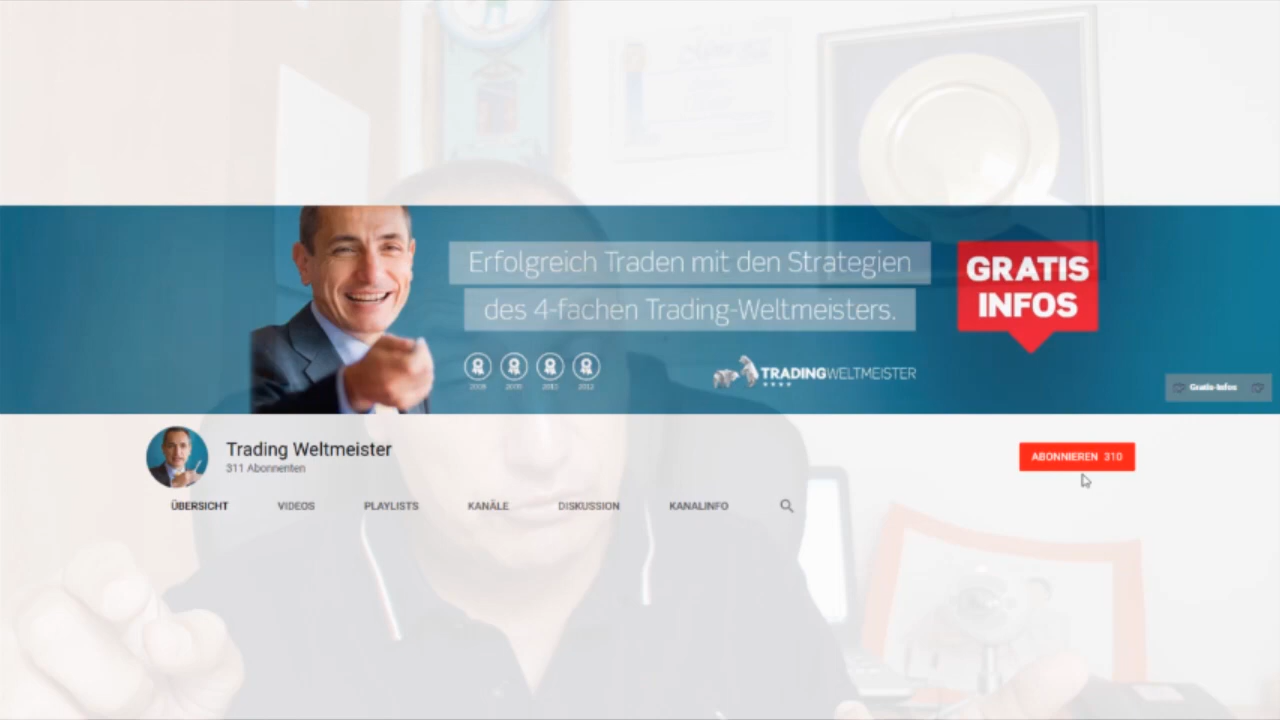 Erfolgreich Traden mit den Strategien
des 4-fachen Trading-Weltmeisters.
GRATIS
INFOS
TRADINGWELTMEISTER
Gratis-Infos
Trading Weltmeister
311 Abonnenten
ABONNIEREN 310
ÜBERSICHT VIDEOS PLAYLISTS KANÄLE DISKUSSION KANALINFO